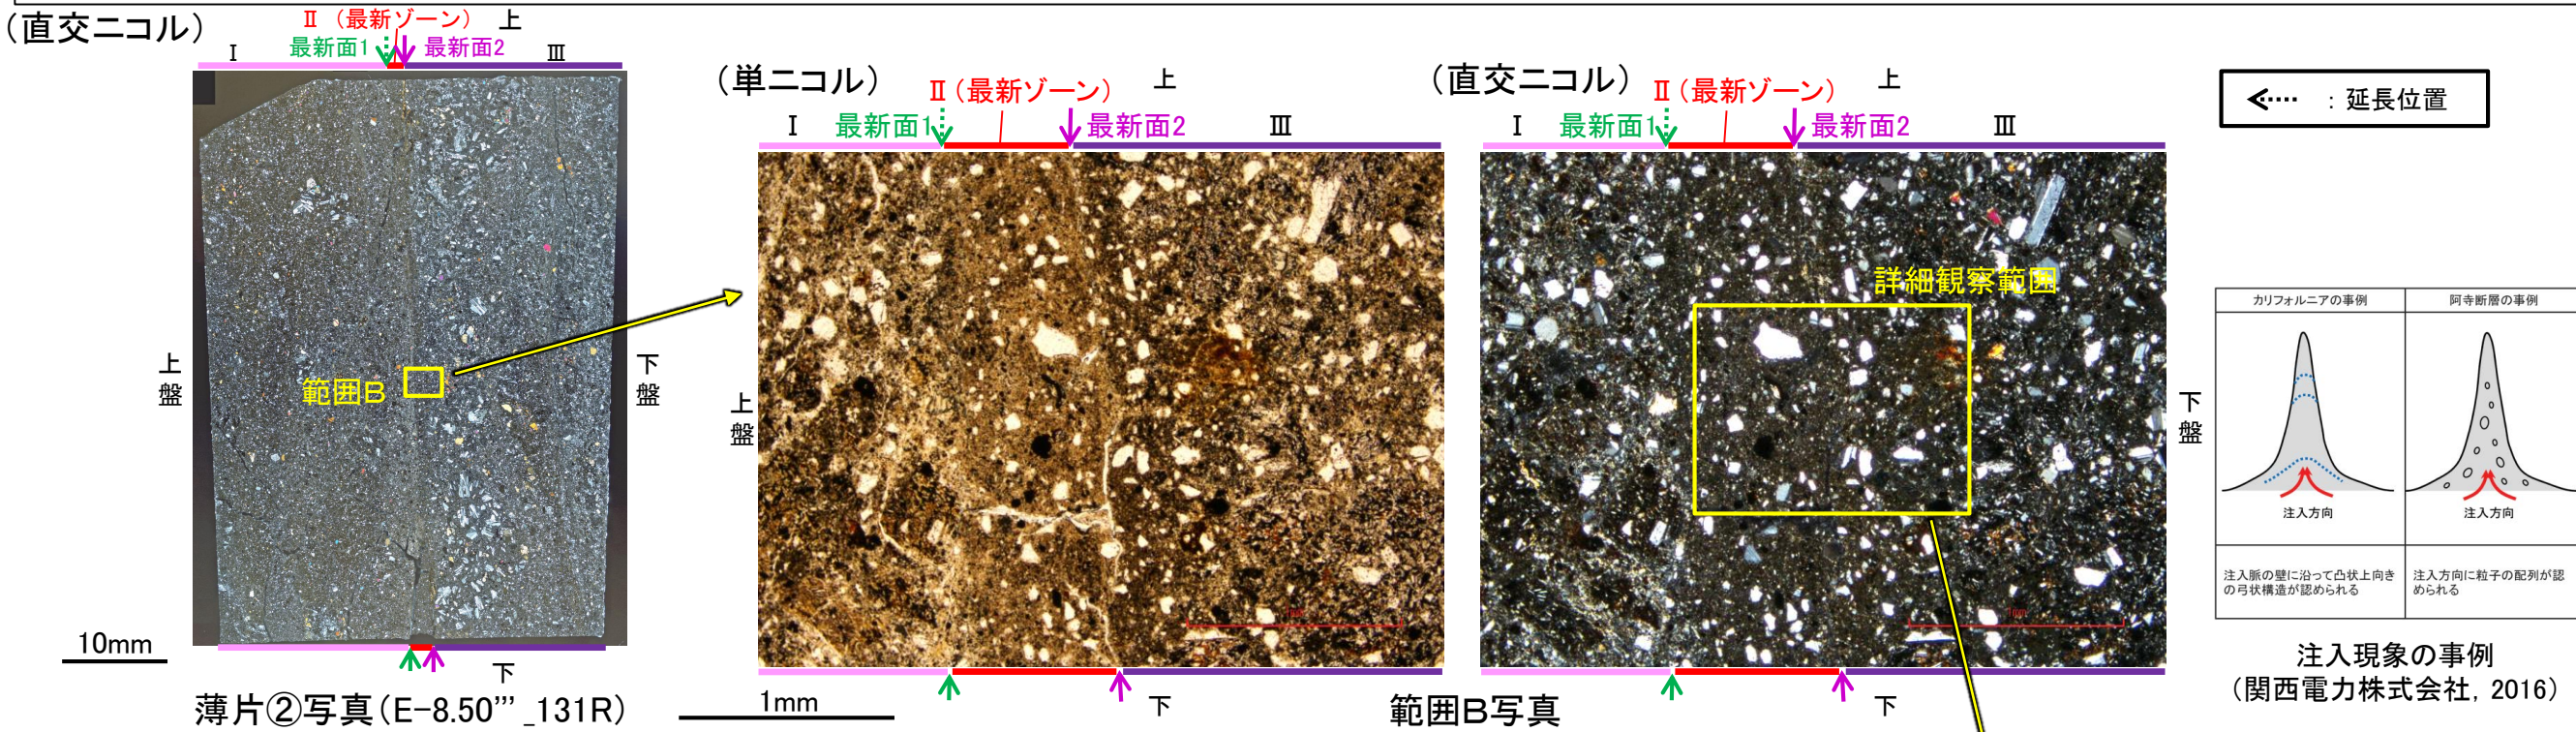 (直交ニコル)
Ⅱ (最新ゾーン) 上
最新面1 最新面2
Ⅰ Ⅲ
上盤
下盤
範囲B
下
10mm
薄片②写真(E-8.50’’’_131R)
(単ニコル)
Ⅱ(最新ゾーン) 上
Ⅰ 最新面1 最新面2 Ⅲ
上盤
1mm
下
1mm
範囲B写真
(直交ニコル)
Ⅱ(最新ゾーン) 上
Ⅰ 最新面1 最新面2 Ⅲ
詳細観察範囲
下盤
1mm
下
: 延長位置
カリフォルニアの事例 阿寺断層の事例
注入方向 注入方向
注入脈の壁に沿って凸状上向き
の弓状構造が認められる
注入方向に粒子の配列が認
められる
注入現象の事例
(関西電力株式会社, 2016)